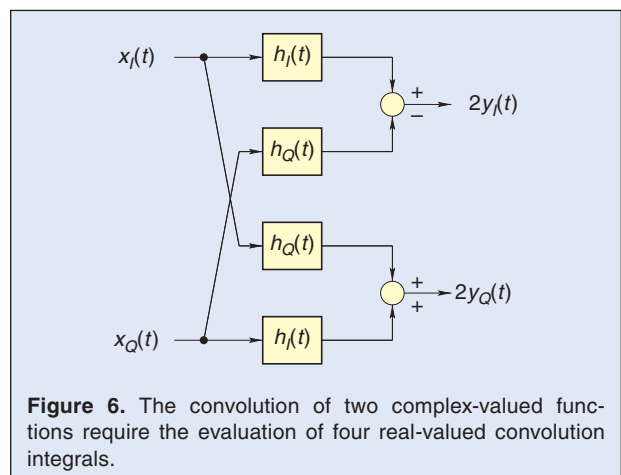 x_I(t)
h_I(t)
+
−
2y_I(t)
h_Q(t)
h_Q(t)
+
+
2y_Q(t)
x_Q(t)
h_I(t)
Figure 6. The convolution of two complex-valued func-
tions require the evaluation of four real-valued convolution
integrals.